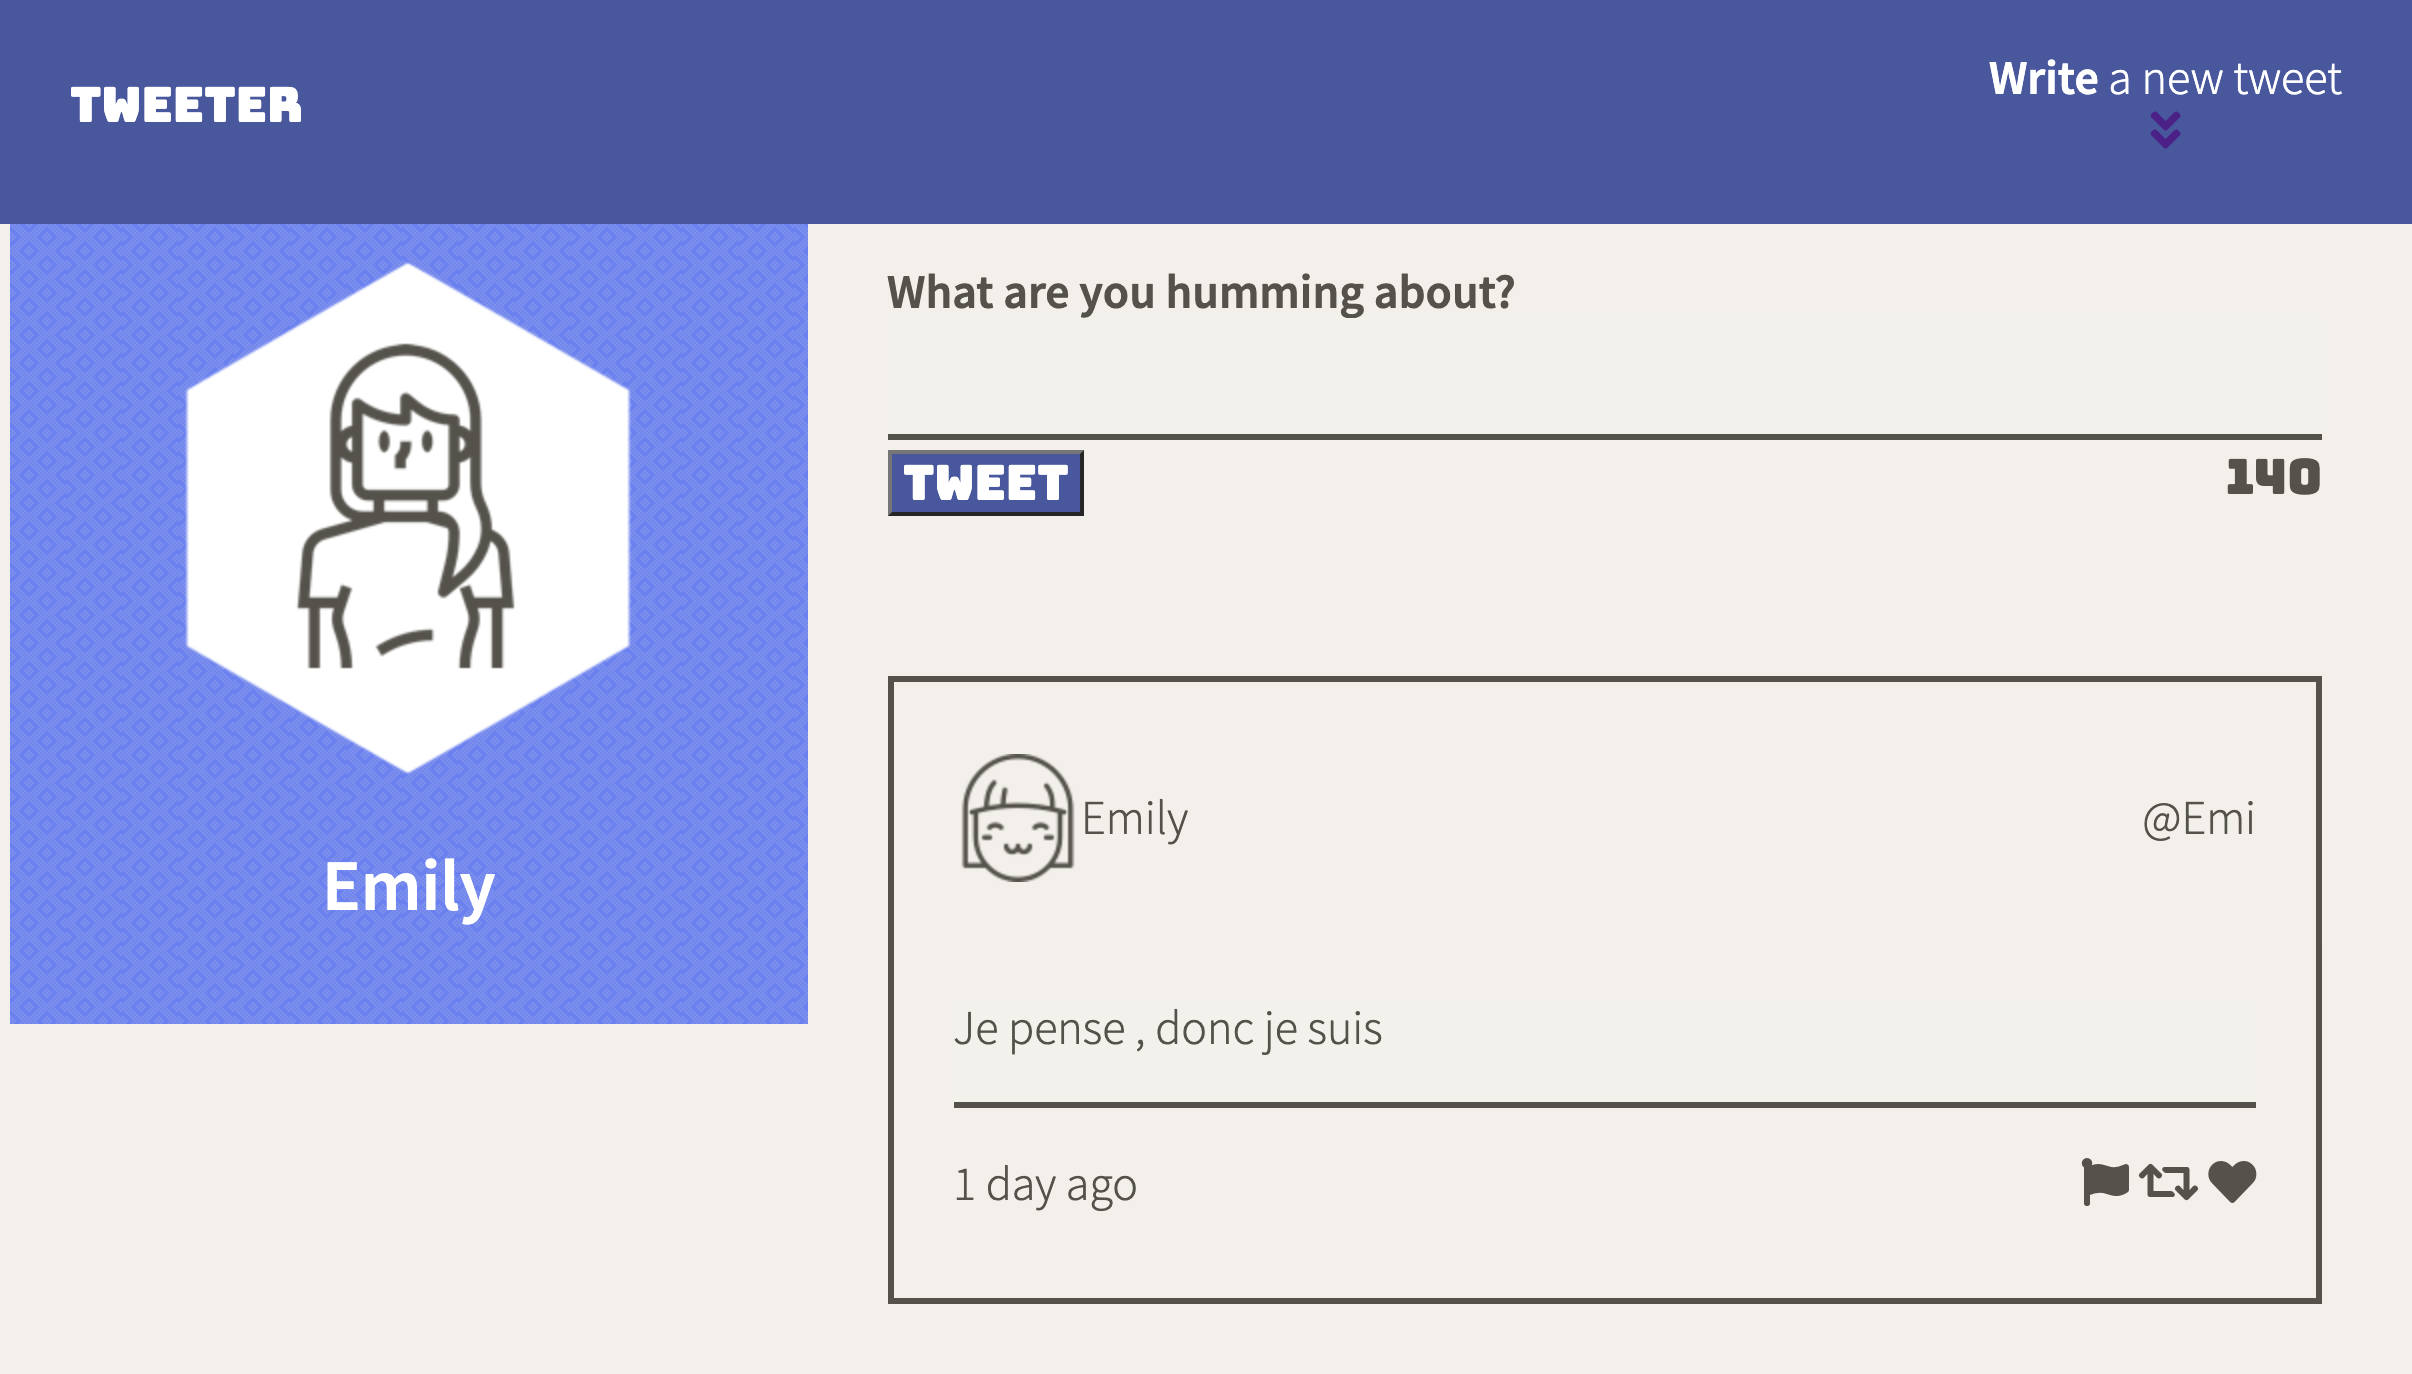 TWEETER
Write a new tweet
Emily
What are you humming about?
TWEET
140
Emily
@Emi
Je pense , donc je suis
1 day ago